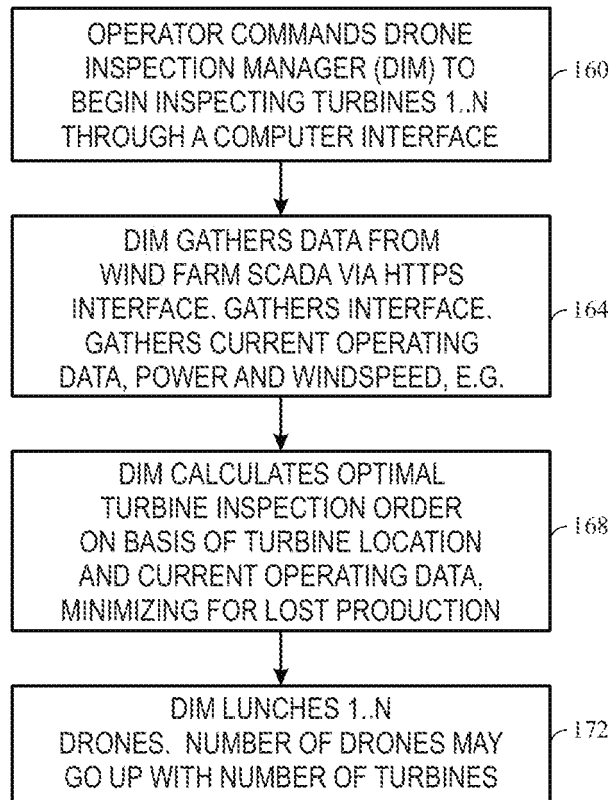 OPERATOR COMMANDS DRONE
INSPECTION MANAGER (DIM) TO
BEGIN INSPECTING TURBINES 1..N
THROUGH A COMPUTER INTERFACE
160
DIM GATHERS DATA FROM
WIND FARM SCADA VIA HTTPS
INTERFACE. GATHERS INTERFACE.
GATHERS CURRENT OPERATING
DATA, POWER AND WINDSPEED, E.G.
164
DIM CALCULATES OPTIMAL
TURBINE INSPECTION ORDER
ON BASIS OF TURBINE LOCATION
AND CURRENT OPERATING DATA,
MINIMIZING FOR LOST PRODUCTION
168
DIM LUNCHES 1..N
DRONES. NUMBER OF DRONES MAY
GO UP WITH NUMBER OF TURBINES
172